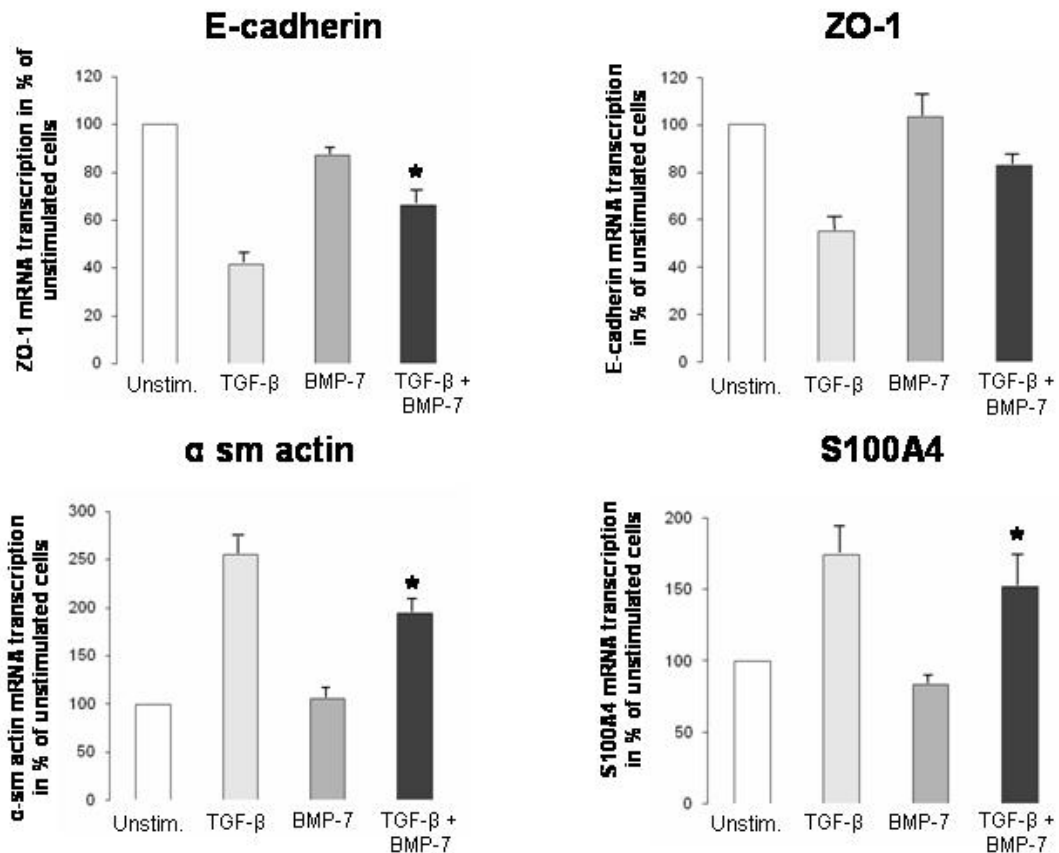 E-cadherin
ZO-1 mRNA transcription in % of
unstimulated cells
120
100
80
60
40
20
0
*
Unstim.
TGF-β
BMP-7
TGF-β +
BMP-7
ZO-1
E-cadherin mRNA transcription
in % of unstimulated cells
120
100
80
60
40
20
0
Unstim.
TGF-β
BMP-7
TGF-β +
BMP-7
α sm actin
α-sm actin mRNA transcription
in % of unstimulated cells
300
250
200
150
100
50
0
*
Unstim.
TGF-β
BMP-7
TGF-β +
BMP-7
S100A4
S100A4 mRNA transcription
in % of unstimulated cells
200
150
100
50
0
*
Unstim.
TGF-β
BMP-7
TGF-β +
BMP-7